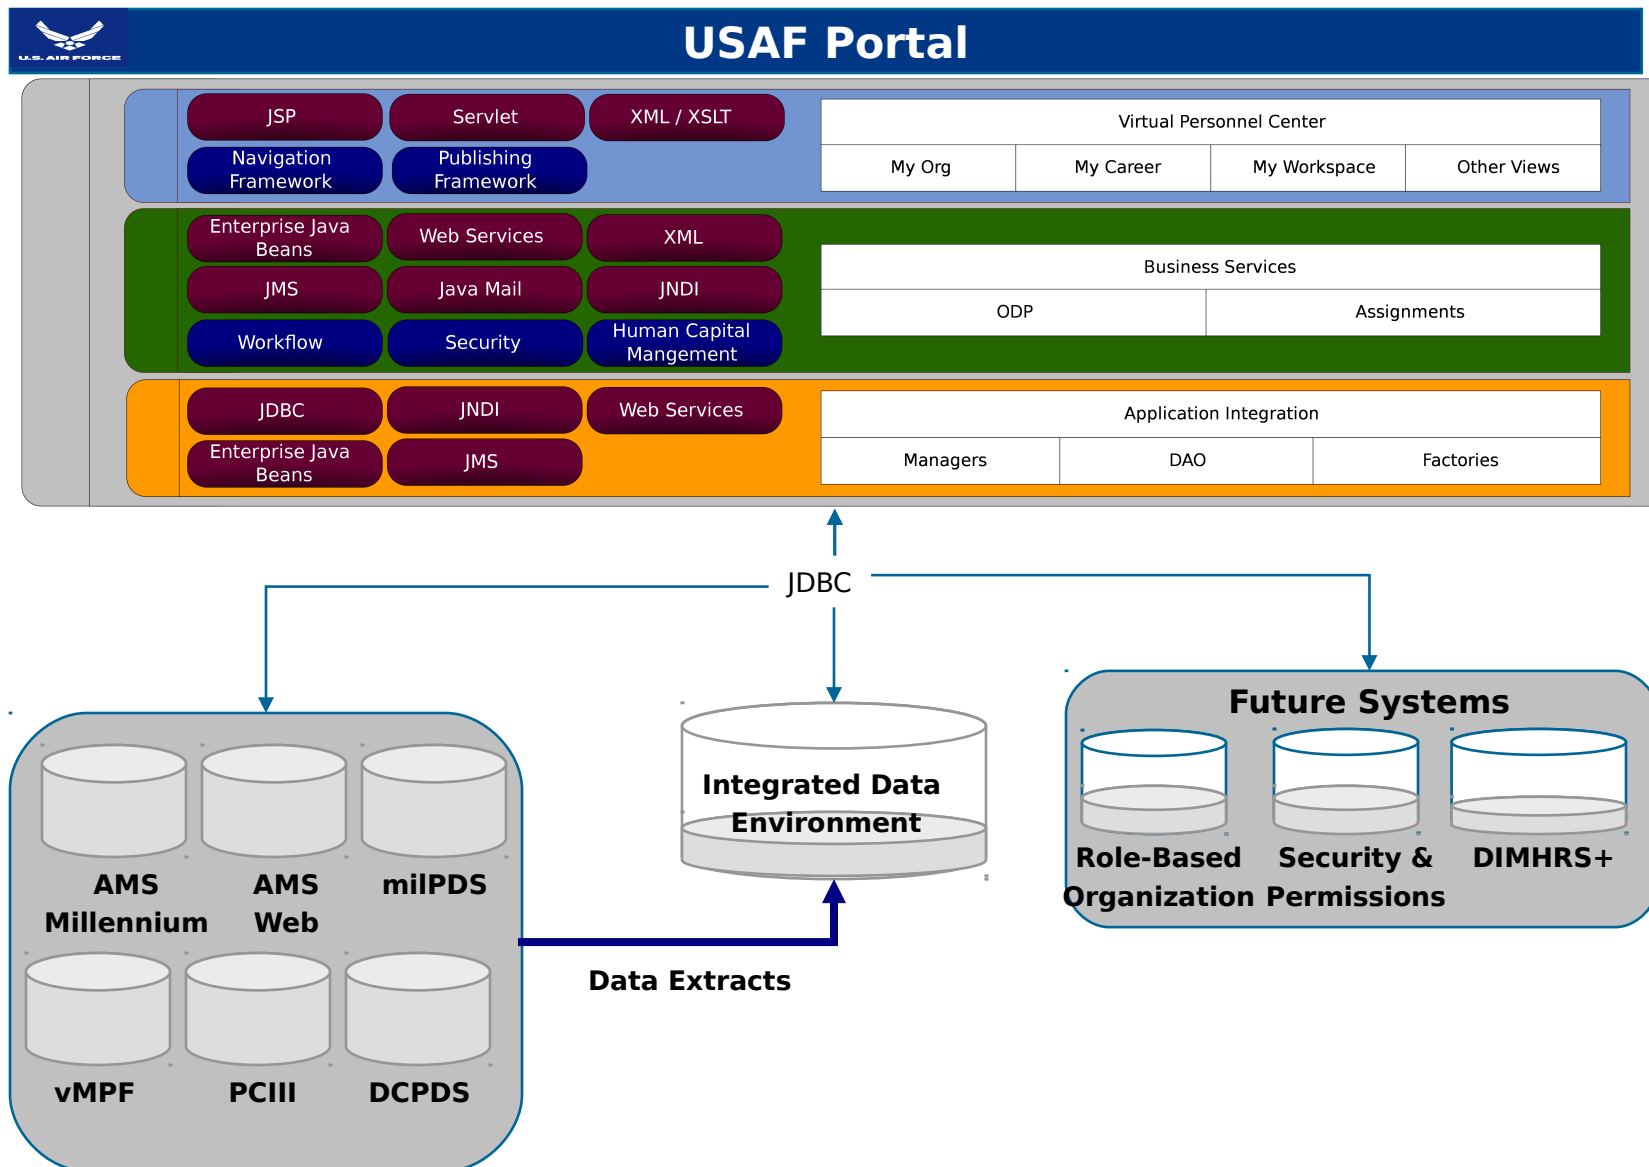 U.S. AIR FORCE
USAF Portal
JSP
Servlet
XML / XSLT
Navigation
Framework
Publishing
Framework
Virtual Personnel Center
My Org
My Career
My Workspace
Other Views
Enterprise Java
Beans
Web Services
XML
JMS
Java Mail
JNDI
Workflow
Security
Human Capital
Mangement
Business Services
ODP
Assignments
JDBC
JNDI
Web Services
Enterprise Java
Beans
JMS
Application Integration
Managers
DAO
Factories
JDBC
AMS
Millennium
AMS
Web
milPDS
vMPF
PCIII
DCPDS
Integrated Data
Environment
Data Extracts
Future Systems
Role-Based
Organization
Security &
Permissions
DIMHRS+